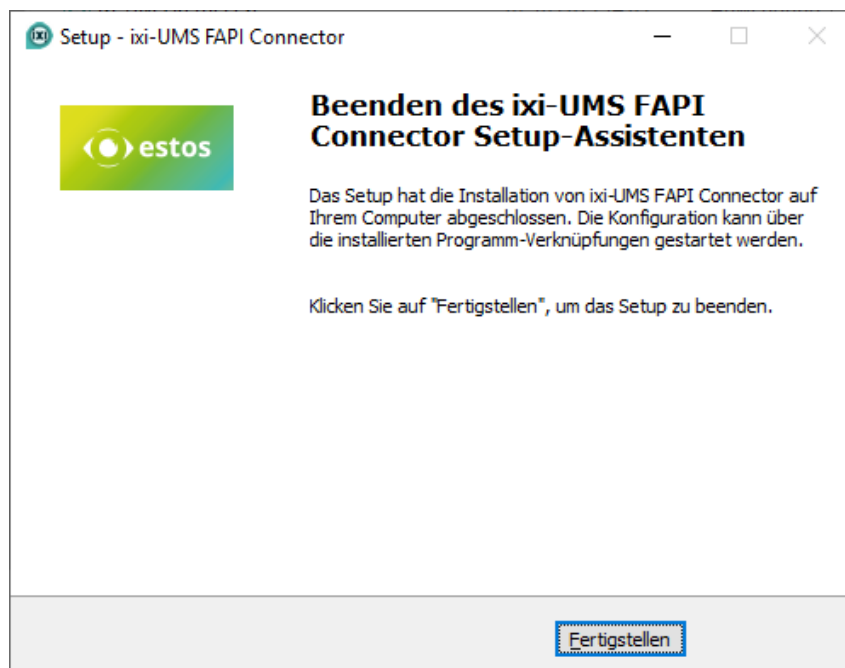 Setup - ixi-UMS FAPI Connector
estos
Beenden des ixi-UMS FAPI
Connector Setup-Assistenten
Das Setup hat die Installation von ixi-UMS FAPI Connector auf
Ihrem Computer abgeschlossen. Die Konfiguration kann über
die installierten Programm-Verknüpfungen gestartet werden.
Klicken Sie auf "Fertigstellen", um das Setup zu beenden.
Fertigstellen